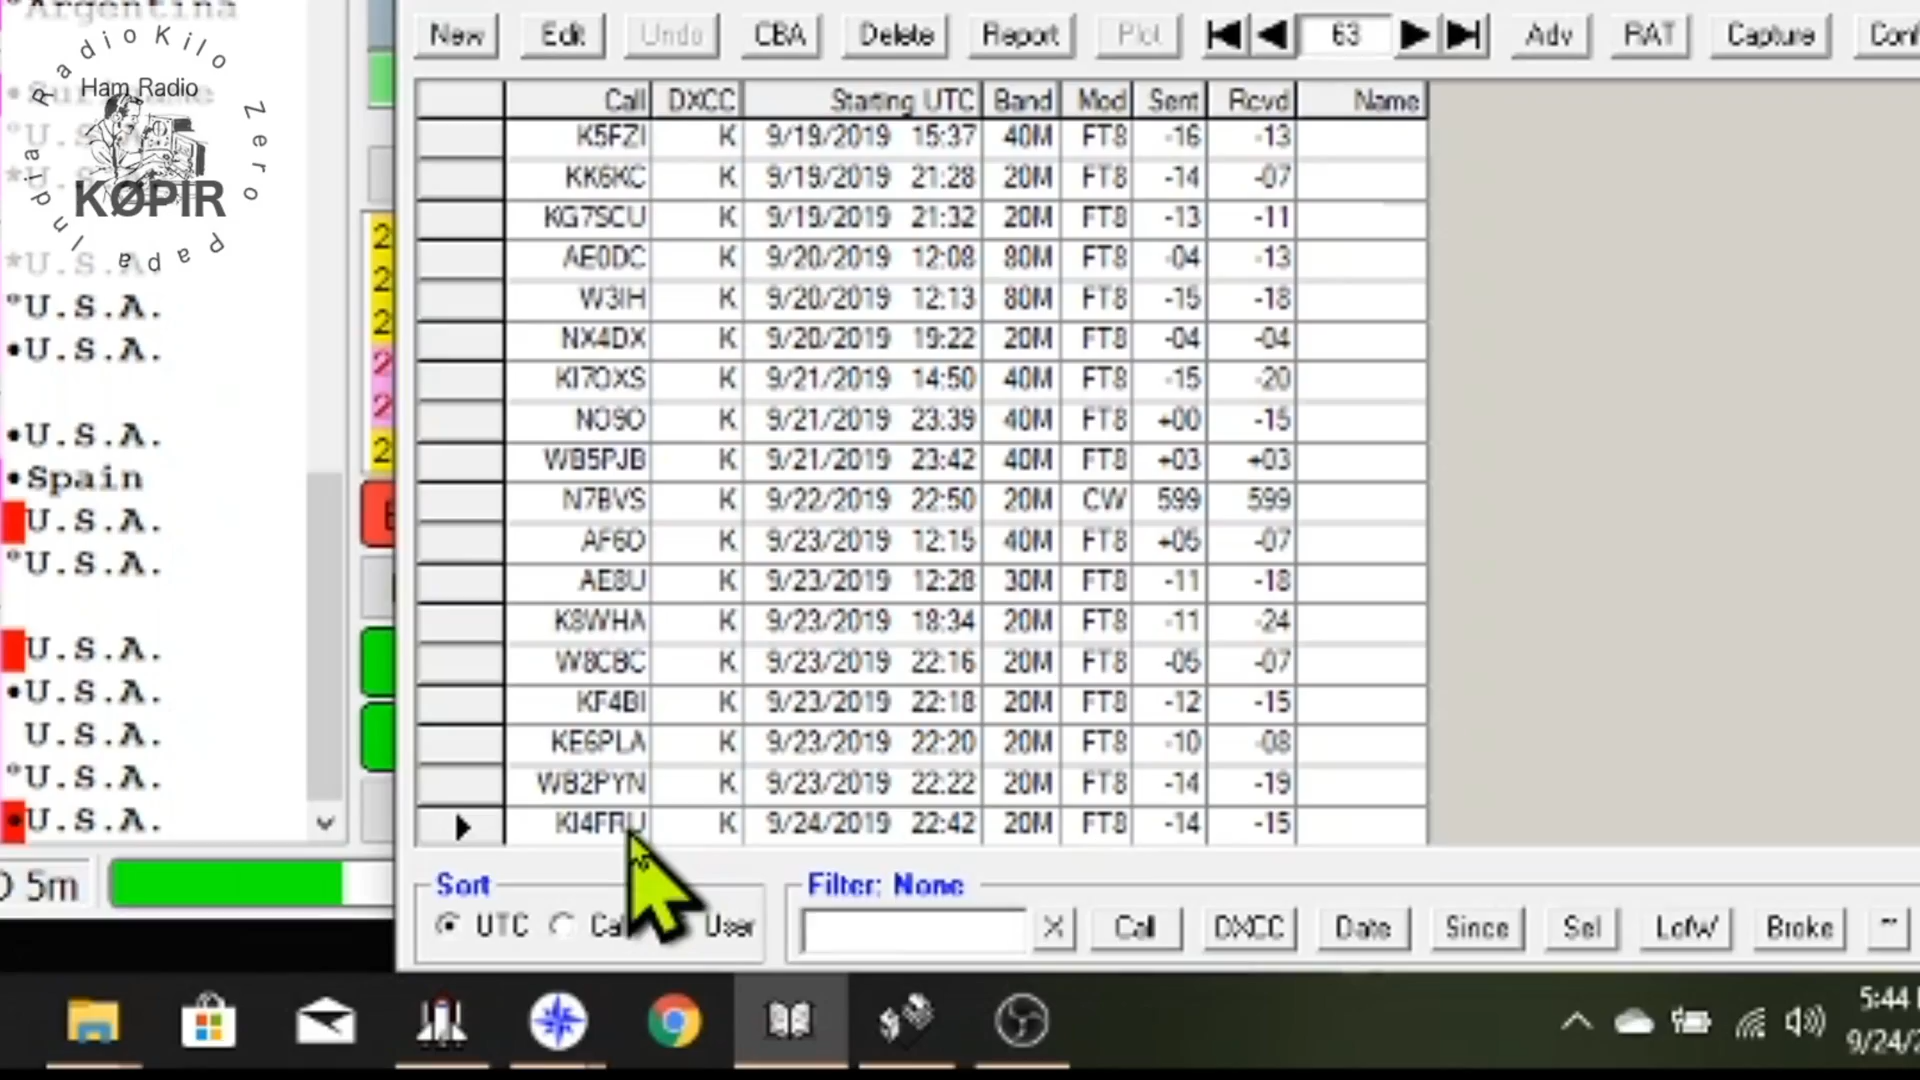 Argentina
Radio Kilo Zero Papa India
Ham Radio
KØPIR
*U.S.A.
°U.S.A.
•U.S.A.
•U.S.A.
•Spain
U.S.A.
°U.S.A.
U.S.A.
•U.S.A.
U.S.A.
°U.S.A.
•U.S.A.
5m
New Edit Undo CBA Delete Report Plot 63 Adv RAT Capture
Call DXCC Starting UTC Band Mod Sent Rcvd Name
K5FZI K 9/19/2019 15:37 40M FT8 -16 -13
KK6KC K 9/19/2019 21:28 20M FT8 -14 -07
KG7SCU K 9/19/2019 21:32 20M FT8 -13 -11
AE0DC K 9/20/2019 12:08 80M FT8 -04 -13
W3IH K 9/20/2019 12:13 80M FT8 -15 -18
NX4DX K 9/20/2019 19:22 20M FT8 -04 -04
KI7OXS K 9/21/2019 14:50 40M FT8 -15 -20
NO9O K 9/21/2019 23:39 40M FT8 +00 -15
WB5PJB K 9/21/2019 23:42 40M FT8 +03 +03
N7BVS K 9/22/2019 22:50 20M CW 599 599
AF6O K 9/23/2019 12:15 40M FT8 +05 -07
AE8U K 9/23/2019 12:28 30M FT8 -11 -18
K8WHA K 9/23/2019 18:34 20M FT8 -11 -24
W8CBC K 9/23/2019 22:16 20M FT8 -05 -07
KF4BI K 9/23/2019 22:18 20M FT8 -12 -15
KE6PLA K 9/23/2019 22:20 20M FT8 -10 -08
WB2PYN K 9/23/2019 22:22 20M FT8 -14 -19
KI4FRU K 9/24/2019 22:42 20M FT8 -14 -15
Sort Filter: None
UTC User X Call DXCC Date Since Sel LotW Broke ~
5:44
9/24/2